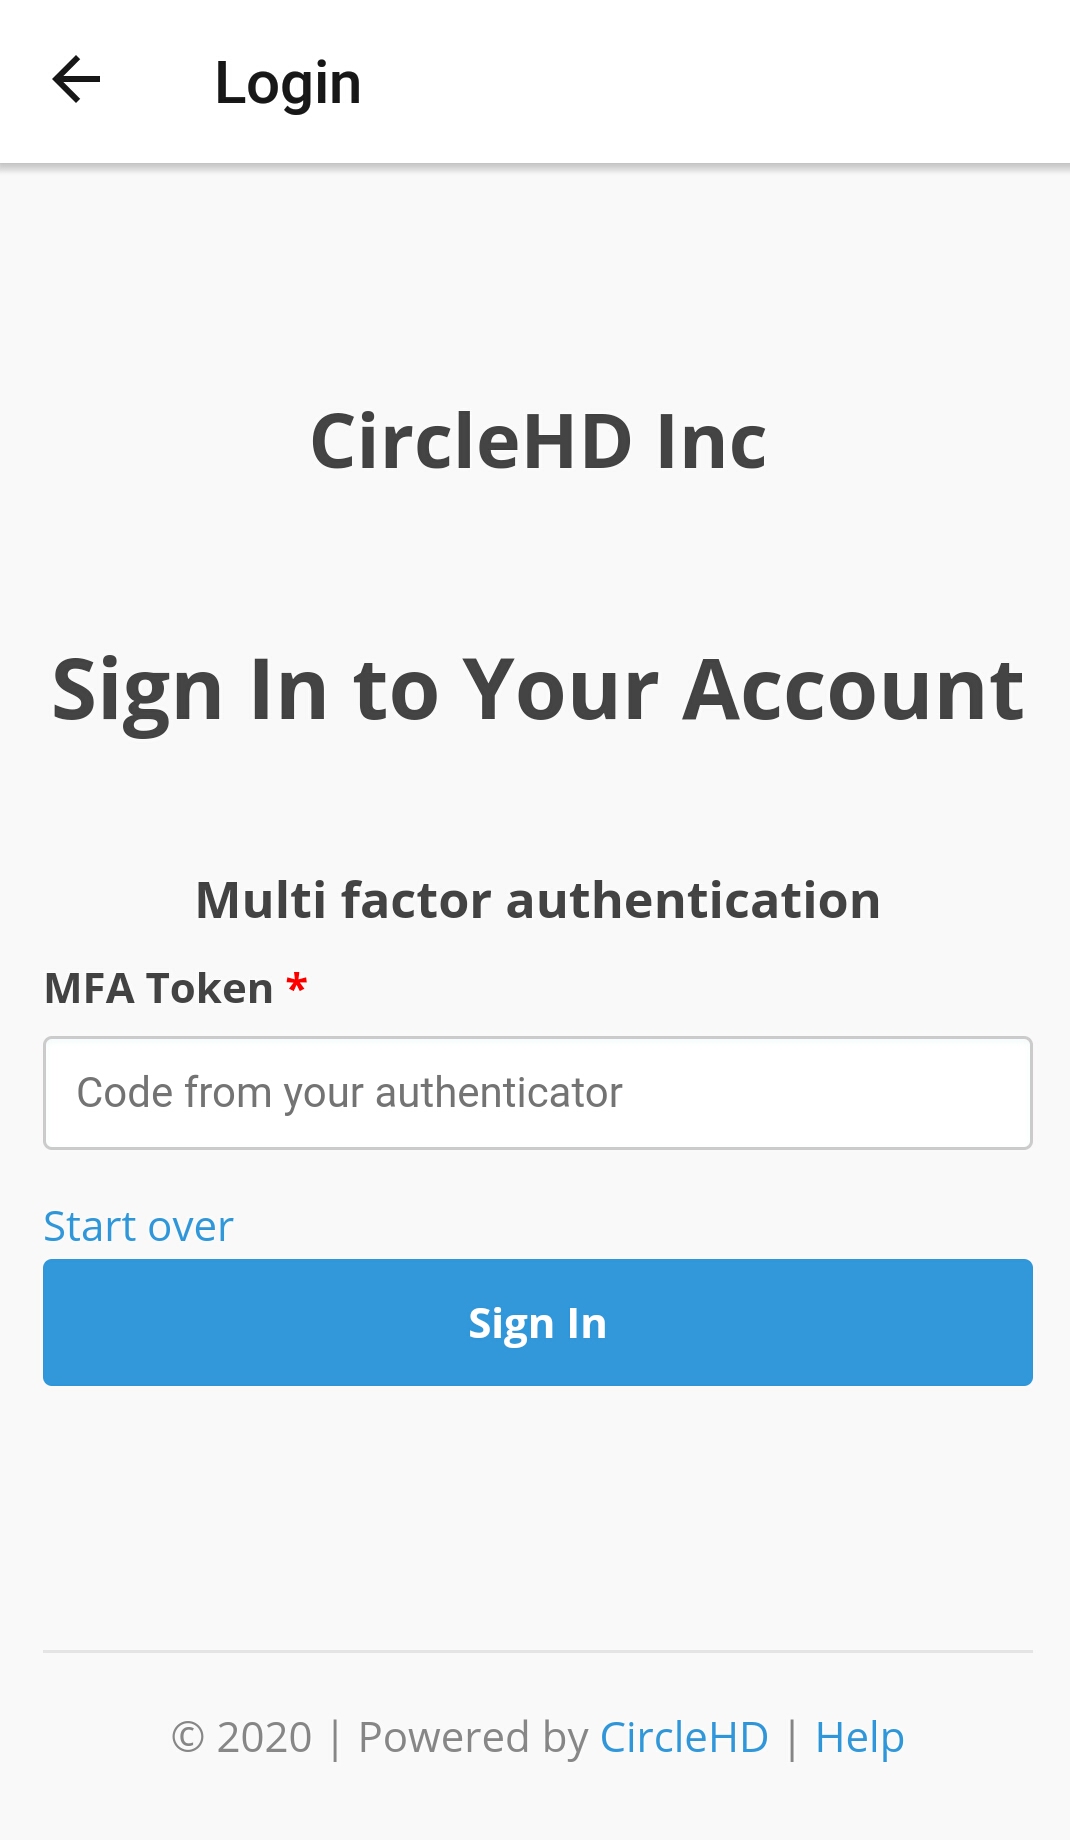 Login
CircleHD Inc
Sign In to Your Account
Multi factor authentication
MFA Token *
Code from your authenticator
Start over
Sign In
© 2020 | Powered by CircleHD | Help